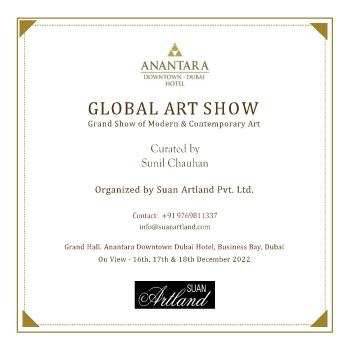 ANANTARA
DOWNTOWN - DUBAI
HOTEL
GLOBAL ART SHOW
Grand Show of Modern & Contemporary Art
Curated by
Sunil Chauhan
Organized by Suan Artland Pvt. Ltd.
Contact: +91 9769811337
info@suanartland.com
Grand Hall. Anantara Downtown Dubai Hotel, Business Bay, Dubai
On View - 16th, 17th & 18th December 2022
SUAN
Artland